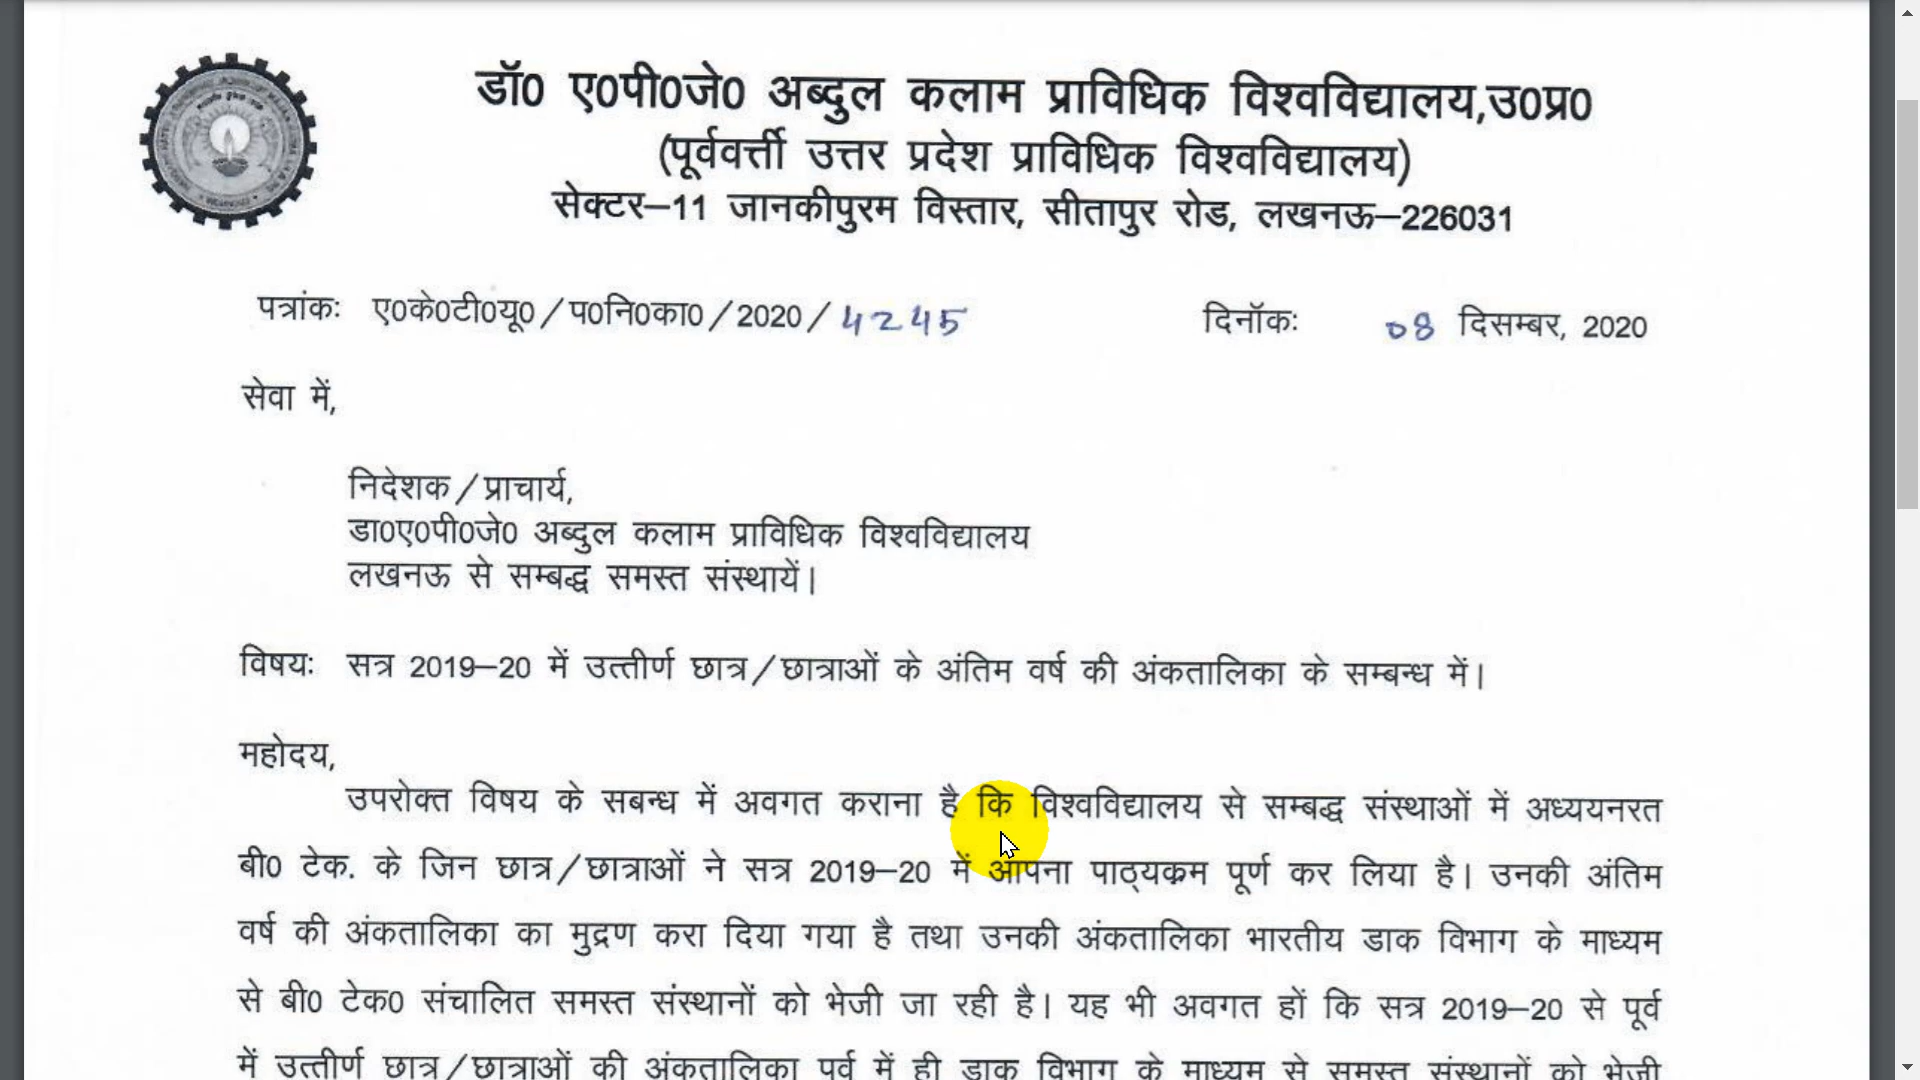 डॉ0 ए0पी0जे0 अब्दुल कलाम प्राविधिक विश्वविद्यालय,उ0प्र0
(पूर्ववर्त्ती उत्तर प्रदेश प्राविधिक विश्वविद्यालय)
सेक्टर–11 जानकीपुरम विस्तार, सीतापुर रोड, लखनऊ–226031
पत्रांकः ए0के0टी0यू0/प0नि0का0/2020/4245 दिनॉकः 08 दिसम्बर, 2020
सेवा में,
निदेशक/प्राचार्य,
डा0ए0पी0जे0 अब्दुल कलाम प्राविधिक विश्वविद्यालय
लखनऊ से सम्बद्ध समस्त संस्थायें।
विषयः सत्र 2019–20 में उत्तीर्ण छात्र/छात्राओं के अंतिम वर्ष की अंकतालिका के सम्बन्ध में।
महोदय,
उपरोक्त विषय के सबन्ध में अवगत कराना है कि विश्वविद्यालय से सम्बद्ध संस्थाओं में अध्ययनरत
बी0 टेक. के जिन छात्र/छात्राओं ने सत्र 2019–20 में आपना पाठ्यक्रम पूर्ण कर लिया है। उनकी अंतिम
वर्ष की अंकतालिका का मुद्रण करा दिया गया है तथा उनकी अंकतालिका भारतीय डाक विभाग के माध्यम
से बी0 टेक0 संचालित समस्त संस्थानों को भेजी जा रही है। यह भी अवगत हों कि सत्र 2019–20 से पूर्व
में उत्तीर्ण छात्र/छात्राओं की अंकतालिका पूर्व में ही डाक विभाग के माध्यम से समस्त संस्थानों को भेजी